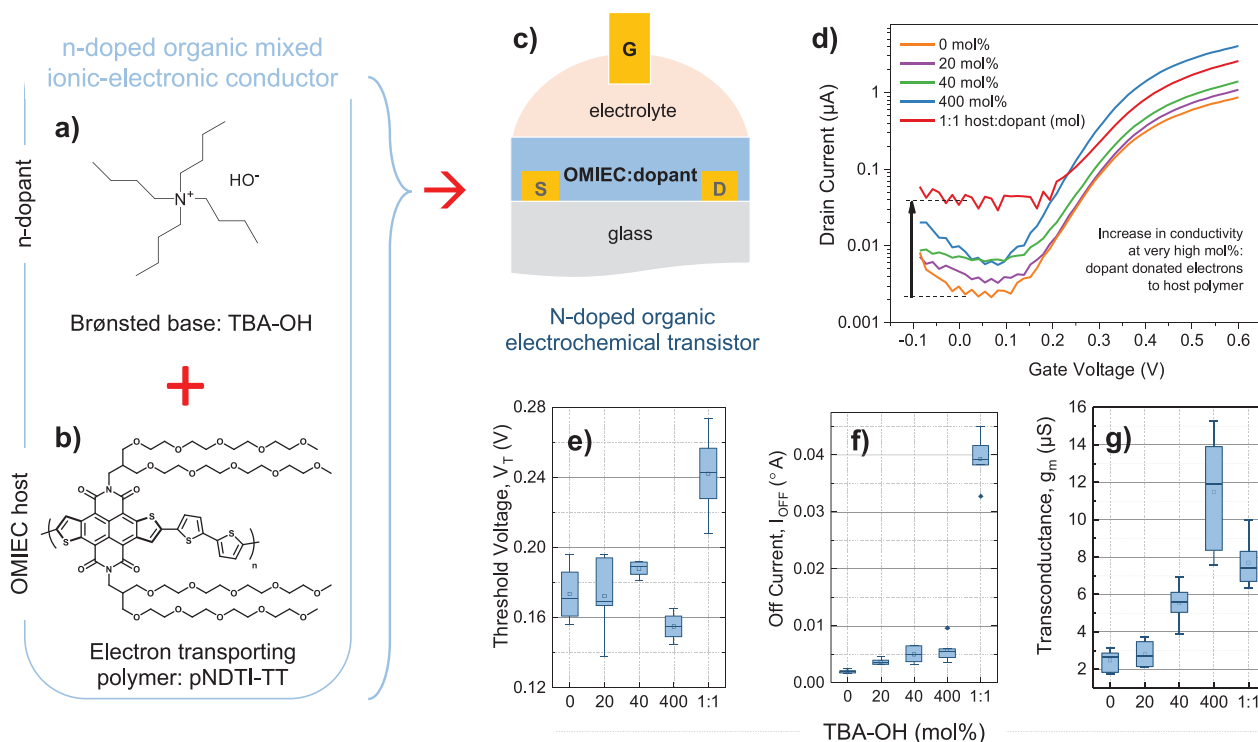 n-doped organic mixed
ionic-electronic conductor
n-dopant
a)
N+
HO-
Brønsted base: TBA-OH
+
OMIEC host
b)
O O O O O
O O O O O
O N O
S S S
S
n
O N O
O O O O O
O O O O O
Electron transporting
polymer: pNDTI-TT
c)
G
electrolyte
OMIEC:dopant
S
D
glass
N-doped organic
electrochemical transistor
d)
0 mol%
20 mol%
40 mol%
400 mol%
1:1 host:dopant (mol)
Drain Current (µA)
1
0.1
0.01
0.001
Increase in conductivity
at very high mol%:
dopant donated electrons
to host polymer
-0.1 0.0 0.1 0.2 0.3 0.4 0.5 0.6
Gate Voltage (V)
e)
Threshold Voltage, V_T (V)
0.28
0.24
0.20
0.16
0.12
0 20 40 400 1:1
f)
Off Current, I_OFF (° A)
0.04
0.03
0.02
0.01
0.00
0 20 40 400 1:1
g)
Transconductance, g_m (µS)
16
14
12
10
8
6
4
2
0 20 40 400 1:1
TBA-OH (mol%)